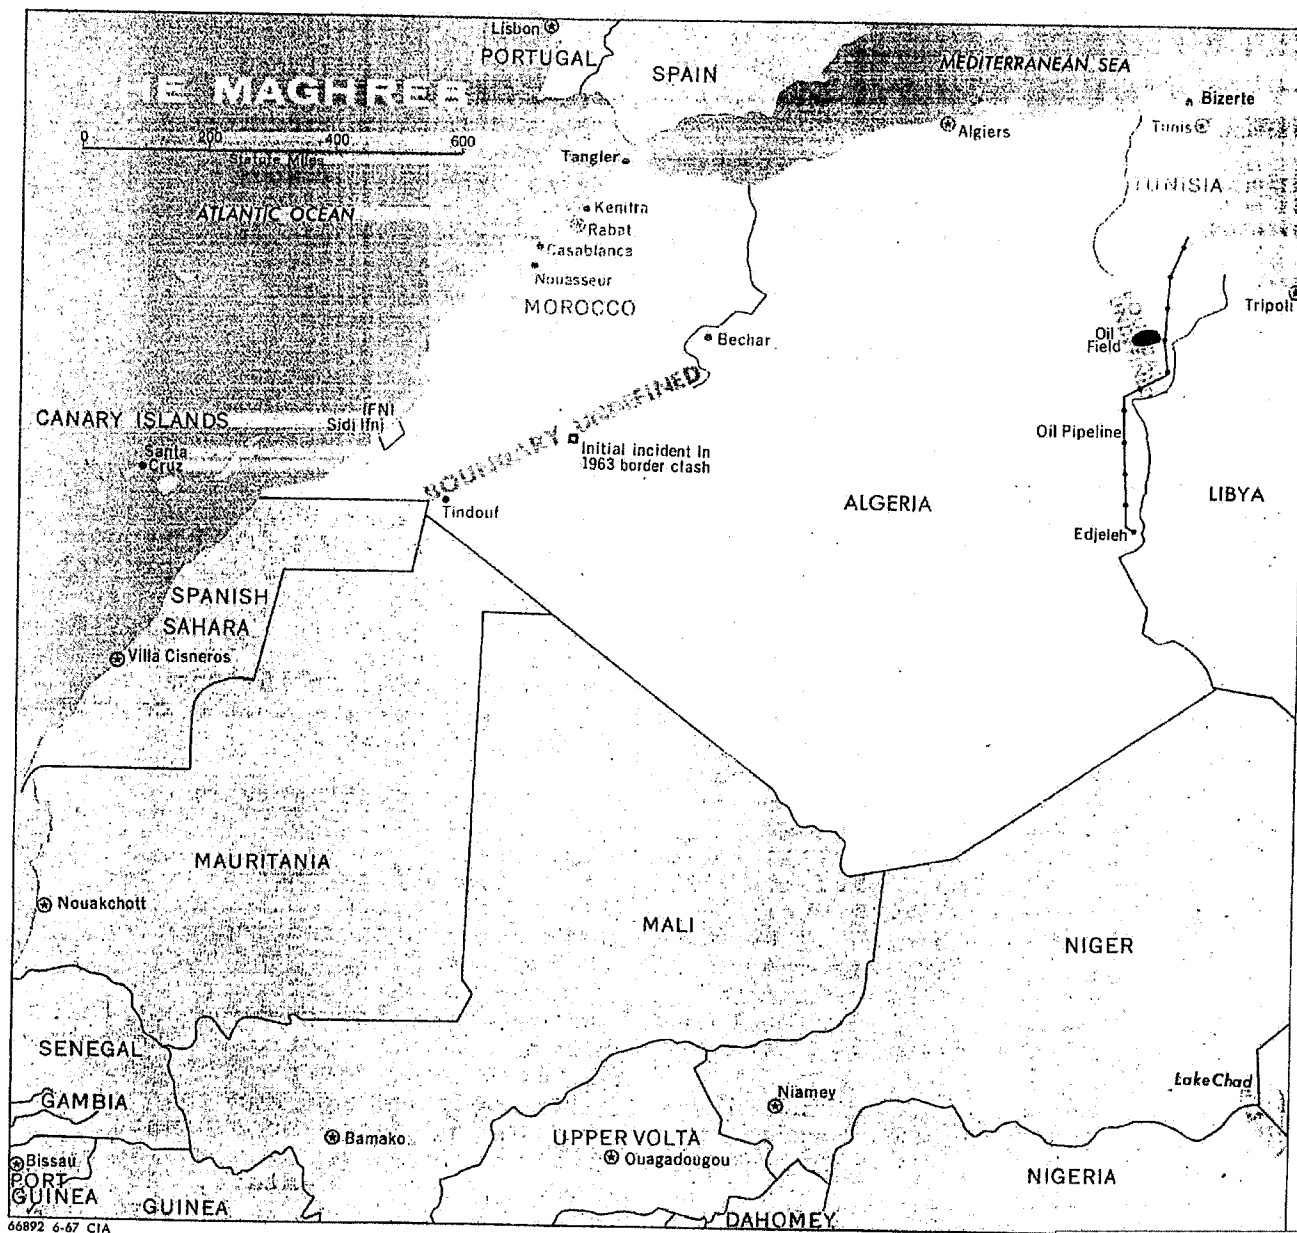 Lisbon
PORTUGAL
SPAIN
MEDITERRANEAN SEA
HE MAGHREB
0 200 400 600
Statute Miles
Bizerte
Tunis
Algiers
Tangier
TUNISIA
ATLANTIC OCEAN
Kenitra
Rabat
Casablanca
Nouasseur
MOROCCO
Tripoli
Oil
Field
Bechar
BOUNDARY UNDEFINED
CANARY ISLANDS
IFNI
Sidi Ifni
Santa
Cruz
Initial incident in
1963 border clash
Oil Pipeline
ALGERIA
LIBYA
Tindouf
Edjeleh
SPANISH
SAHARA
Villa Cisneros
MAURITANIA
Nouakchott
MALI
NIGER
SENEGAL
GAMBIA
Lake Chad
Niamey
Bamako
UPPER VOLTA
Ouagadougou
Bissau
PORT
GUINEA
GUINEA
NIGERIA
DAHOMEY
66892 6-67 CIA